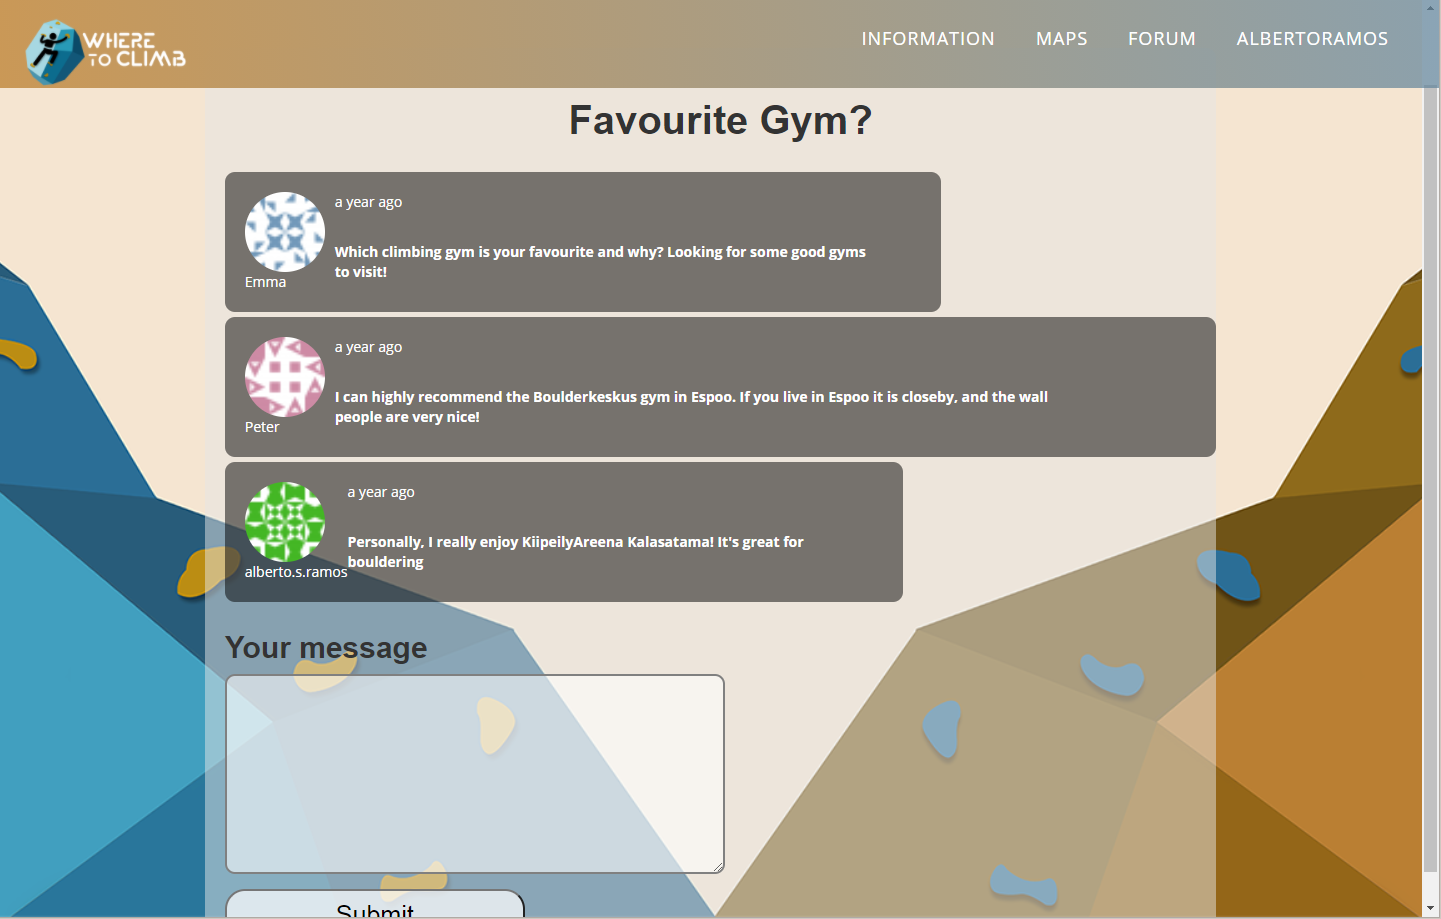 WHERE
TO CLIMB
INFORMATION MAPS FORUM ALBERTORAMOS
Favourite Gym?
a year ago
Which climbing gym is your favourite and why? Looking for some good gyms
to visit!
Emma
a year ago
I can highly recommend the Boulderkeskus gym in Espoo. If you live in Espoo it is closeby, and the wall
people are very nice!
Peter
a year ago
Personally, I really enjoy KiipeilyAreena Kalasatama! It's great for
bouldering
alberto.s.ramos
Your message
Submit